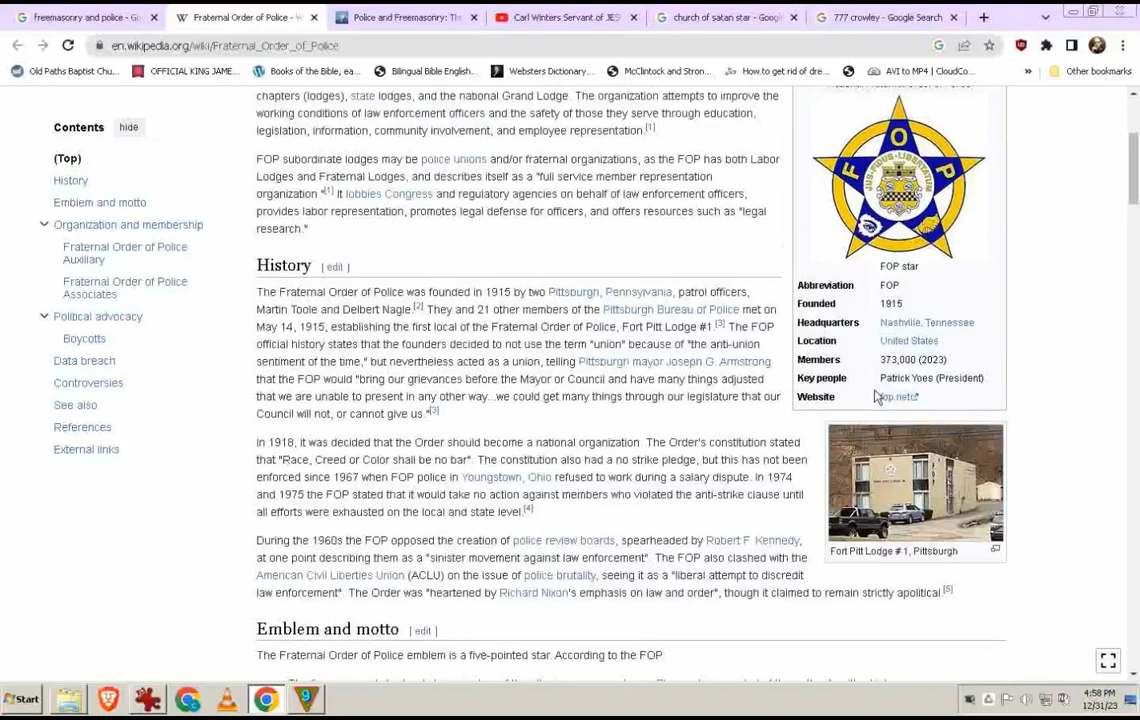 freemasonry and police - Go
Fraternal Order of Police - W
Police and Freemasonry: Th
Carl Winters Servant of JES
church of satan star - Googl
777 crowley - Google Search
en.wikipedia.org/wiki/Fraternal_Order_of_Police
Old Paths Baptist Chu...
OFFICIAL KING JAME...
Books of the Bible, ea...
Bilingual Bible English...
Websters Dictionary...
McClintock and Stron...
How to get rid of dre...
AVI to MP4 | CloudCo...
»
Other bookmarks
Contents
hide
(Top)
History
Emblem and motto
Organization and membership
Fraternal Order of Police
Auxiliary
Fraternal Order of Police
Associates
Political advocacy
Boycotts
Data breach
Controversies
See also
References
External links
chapters (lodges), state lodges, and the national Grand Lodge. The organization attempts to improve the
working conditions of law enforcement officers and the safety of those they serve through education,
legislation, information, community involvement, and employee representation.[1]
FOP subordinate lodges may be police unions and/or fraternal organizations, as the FOP has both Labor
Lodges and Fraternal Lodges, and describes itself as a "full service member representation
organization."[1] It lobbies Congress and regulatory agencies on behalf of law enforcement officers,
provides labor representation, promotes legal defense for officers, and offers resources such as "legal
research."
History [ edit ]
The Fraternal Order of Police was founded in 1915 by two Pittsburgh, Pennsylvania, patrol officers,
Martin Toole and Delbert Nagle.[2] They and 21 other members of the Pittsburgh Bureau of Police met on
May 14, 1915, establishing the first local of the Fraternal Order of Police, Fort Pitt Lodge #1.[3] The FOP
official history states that the founders decided to not use the term "union" because of "the anti-union
sentiment of the time," but nevertheless acted as a union, telling Pittsburgh mayor Joseph G. Armstrong
that the FOP would "bring our grievances before the Mayor or Council and have many things adjusted
that we are unable to present in any other way...we could get many things through our legislature that our
Council will not, or cannot give us."[3]
In 1918, it was decided that the Order should become a national organization. The Order's constitution stated
that "Race, Creed or Color shall be no bar". The constitution also had a no strike pledge, but this has not been
enforced since 1967 when FOP police in Youngstown, Ohio refused to work during a salary dispute. In 1974
and 1975 the FOP stated that it would take no action against members who violated the anti-strike clause until
all efforts were exhausted on the local and state level.[4]
During the 1960s the FOP opposed the creation of police review boards, spearheaded by Robert F. Kennedy,
at one point describing them as a "sinister movement against law enforcement". The FOP also clashed with the
American Civil Liberties Union (ACLU) on the issue of police brutality, seeing it as a "liberal attempt to discredit
law enforcement". The Order was "heartened by Richard Nixon's emphasis on law and order", though it claimed to remain strictly apolitical.[5]
Emblem and motto [ edit ]
The Fraternal Order of Police emblem is a five-pointed star. According to the FOP
F O P
JUS·FIDUS·LIBERTATUM
FOP star
Abbreviation FOP
Founded 1915
Headquarters Nashville, Tennessee
Location United States
Members 373,000 (2023)
Key people Patrick Yoes (President)
Website fop.net
Fort Pitt Lodge #1, Pittsburgh
Start
9
4:58 PM
12/31/23